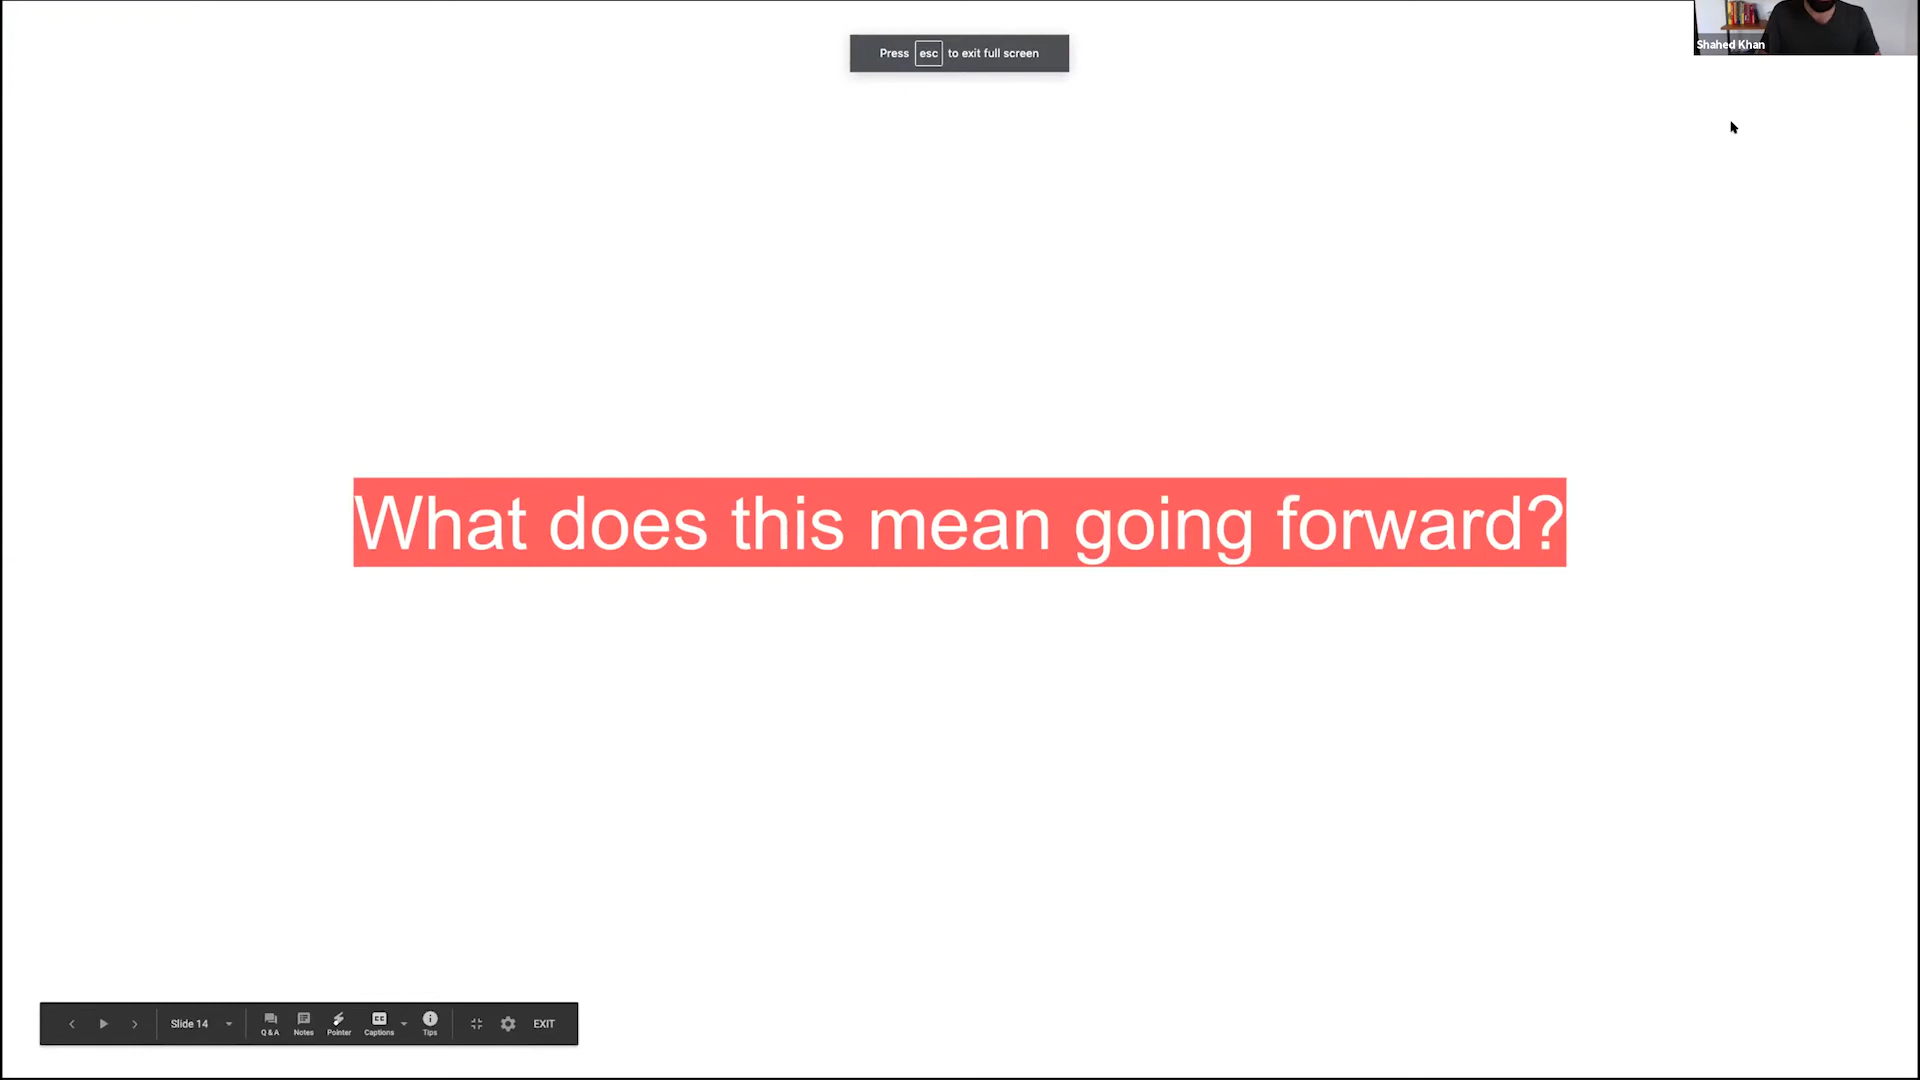 Press esc to exit full screen
Shahed Khan
What does this mean going forward?
Slide 14
Q & A
Notes
Pointer
CC
Captions
Tips
EXIT